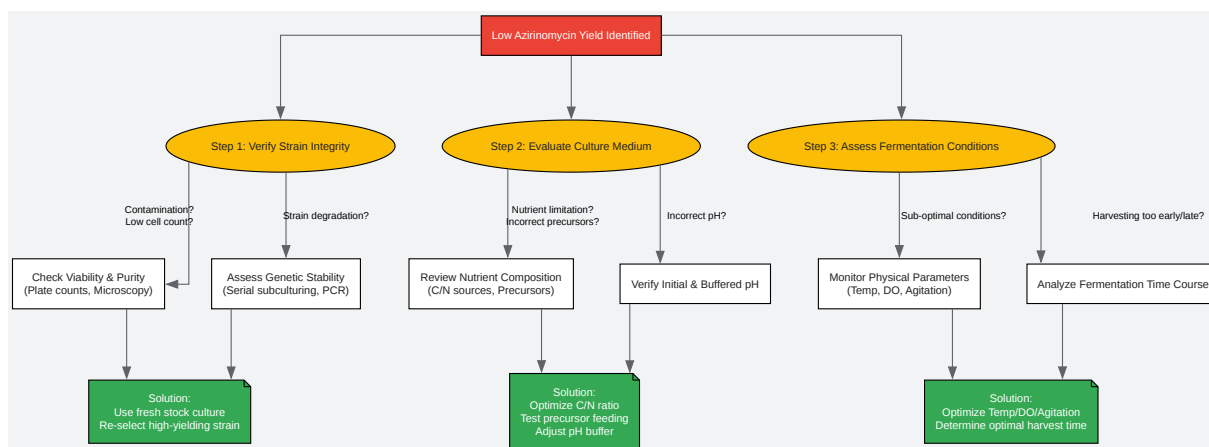 Low Azirinomycin Yield Identified
Step 1: Verify Strain Integrity
Step 2: Evaluate Culture Medium
Step 3: Assess Fermentation Conditions
Contamination?
Low cell count?
Strain degradation?
Nutrient limitation?
Incorrect precursors?
Incorrect pH?
Sub-optimal conditions?
Harvesting too early/late?
Check Viability & Purity
(Plate counts, Microscopy)
Assess Genetic Stability
(Serial subculturing, PCR)
Review Nutrient Composition
(C/N sources, Precursors)
Verify Initial & Buffered pH
Monitor Physical Parameters
(Temp, DO, Agitation)
Analyze Fermentation Time Course
Solution:
Use fresh stock culture
Re-select high-yielding strain
Solution:
Optimize C/N ratio
Test precursor feeding
Adjust pH buffer
Solution:
Optimize Temp/DO/Agitation
Determine optimal harvest time